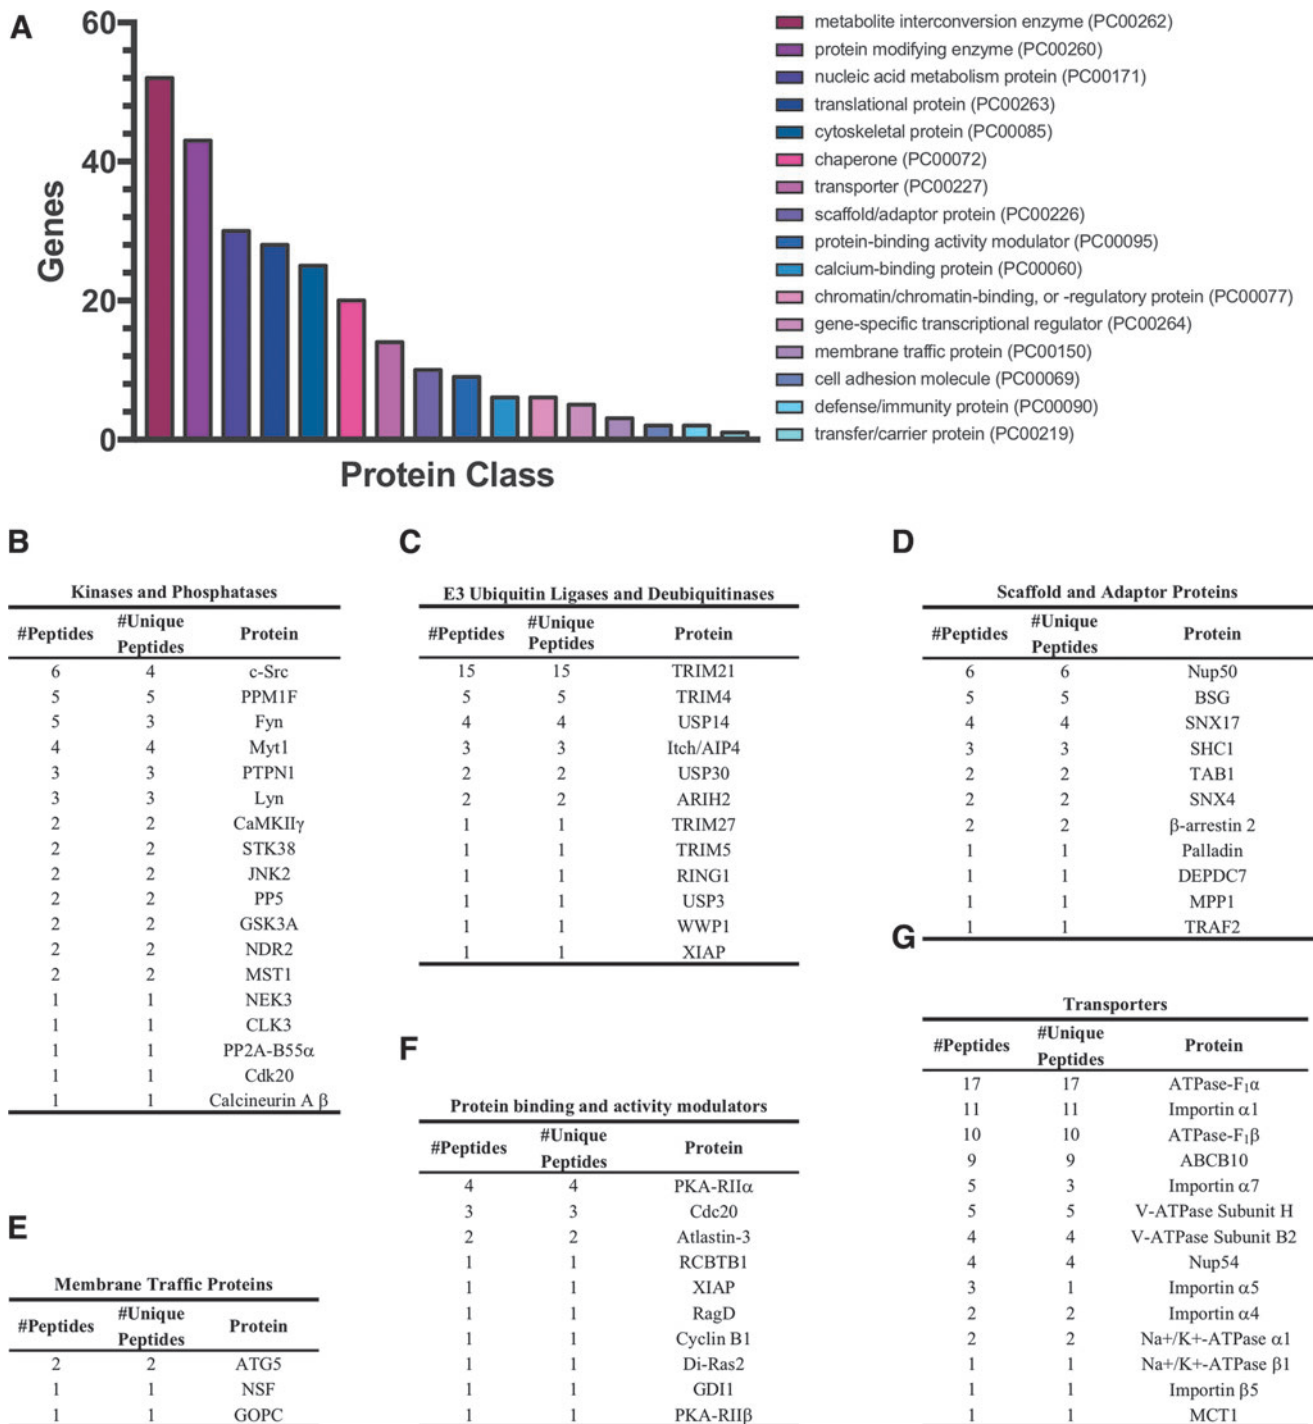 A
60
40
20
0
Genes
Protein Class
metabolite interconversion enzyme (PC00262)
protein modifying enzyme (PC00260)
nucleic acid metabolism protein (PC00171)
translational protein (PC00263)
cytoskeletal protein (PC00085)
chaperone (PC00072)
transporter (PC00227)
scaffold/adaptor protein (PC00226)
protein-binding activity modulator (PC00095)
calcium-binding protein (PC00060)
chromatin/chromatin-binding, or -regulatory protein (PC00077)
gene-specific transcriptional regulator (PC00264)
membrane traffic protein (PC00150)
cell adhesion molecule (PC00069)
defense/immunity protein (PC00090)
transfer/carrier protein (PC00219)
B
Kinases and Phosphatases
#Peptides #Unique Peptides Protein
6 4 c-Src
5 5 PPM1F
5 3 Fyn
4 4 Myt1
3 3 PTPN1
3 3 Lyn
2 2 CaMKIIγ
2 2 STK38
2 2 JNK2
2 2 PP5
2 2 GSK3A
2 2 NDR2
2 2 MST1
1 1 NEK3
1 1 CLK3
1 1 PP2A-B55α
1 1 Cdk20
1 1 Calcineurin A β
C
E3 Ubiquitin Ligases and Deubiquitinases
#Peptides #Unique Peptides Protein
15 15 TRIM21
5 5 TRIM4
4 4 USP14
3 3 Itch/AIP4
2 2 USP30
2 2 ARIH2
1 1 TRIM27
1 1 TRIM5
1 1 RING1
1 1 USP3
1 1 WWP1
1 1 XIAP
D
Scaffold and Adaptor Proteins
#Peptides #Unique Peptides Protein
6 6 Nup50
5 5 BSG
4 4 SNX17
3 3 SHC1
2 2 TAB1
2 2 SNX4
2 2 β-arrestin 2
1 1 Palladin
1 1 DEPDC7
1 1 MPP1
1 1 TRAF2
E
Membrane Traffic Proteins
#Peptides #Unique Peptides Protein
2 2 ATG5
1 1 NSF
1 1 GOPC
F
Protein binding and activity modulators
#Peptides #Unique Peptides Protein
4 4 PKA-RIIα
3 3 Cdc20
2 2 Atlastin-3
1 1 RCBTB1
1 1 XIAP
1 1 RagD
1 1 Cyclin B1
1 1 Di-Ras2
1 1 GDI1
1 1 PKA-RIIβ
G
Transporters
#Peptides #Unique Peptides Protein
17 17 ATPase-F₁α
11 11 Importin α1
10 10 ATPase-F₁β
9 9 ABCB10
5 3 Importin α7
5 5 V-ATPase Subunit H
4 4 V-ATPase Subunit B2
4 4 Nup54
3 1 Importin α5
2 2 Importin α4
2 2 Na+/K+-ATPase α1
1 1 Na+/K+-ATPase β1
1 1 Importin β5
1 1 MCT1